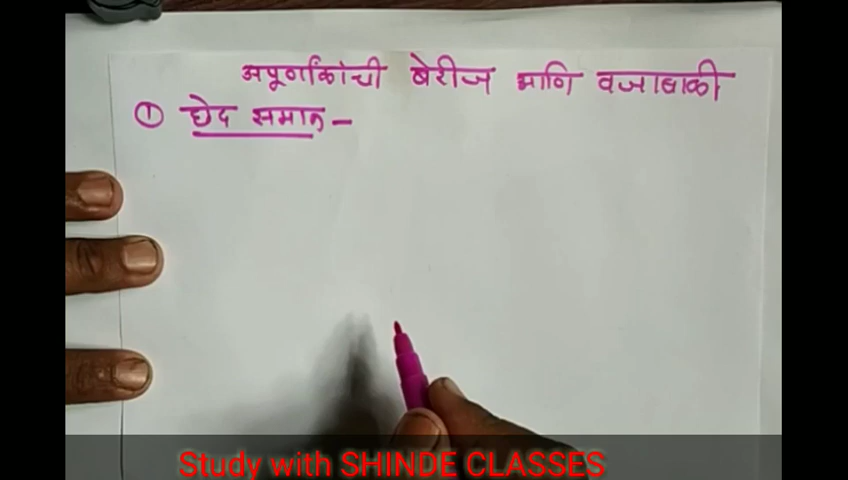 अपूर्णांकांची बेरीज आणि वजाबाकी
① छेद समान -
Study with SHINDE CLASSES